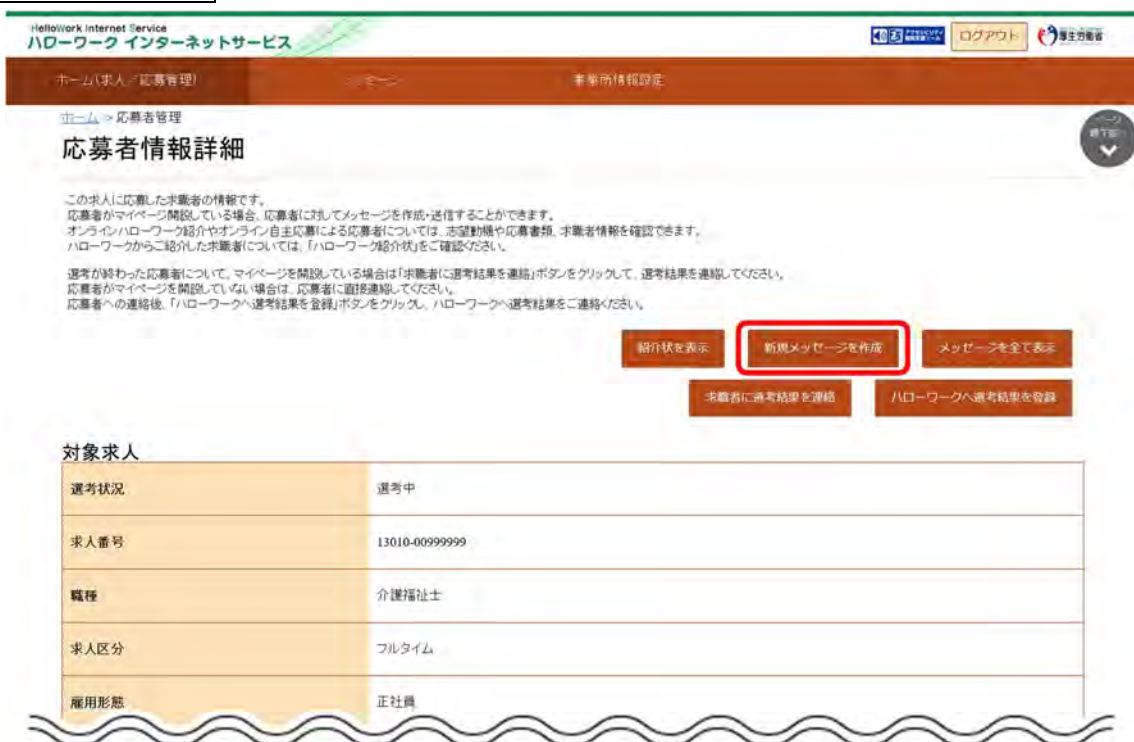 HelloWork Internet Service
ハローワーク インターネットサービス
ログアウト
厚生労働省
ホーム(求人/応募管理)
事業所情報設定
ホーム > 応募者管理
応募者情報詳細
この求人に応募した求職者の情報です。
応募者がマイページ開設している場合、応募者に対してメッセージを作成・送信することができます。
オンラインハローワーク紹介やオンライン自主応募による応募者については、志望動機や応募書類、求職者情報を確認できます。
ハローワークからご紹介した求職者については、「ハローワーク紹介状」をご確認ください。
選考が終わった応募者について、マイページを開設している場合は「求職者に選考結果を連絡」ボタンをクリックして、選考結果を連絡してください。
応募者がマイページを開設していない場合は、応募者に直接連絡してください。
応募者への連絡後、「ハローワークへ選考結果を登録」ボタンをクリックし、ハローワークへ選考結果をご連絡ください。
紹介状を表示 新規メッセージを作成 メッセージを全て表示
求職者に選考結果を連絡 ハローワークへ選考結果を登録
対象求人
選考状況 選考中
求人番号 13010-00999999
職種 介護福祉士
求人区分 フルタイム
雇用形態 正社員